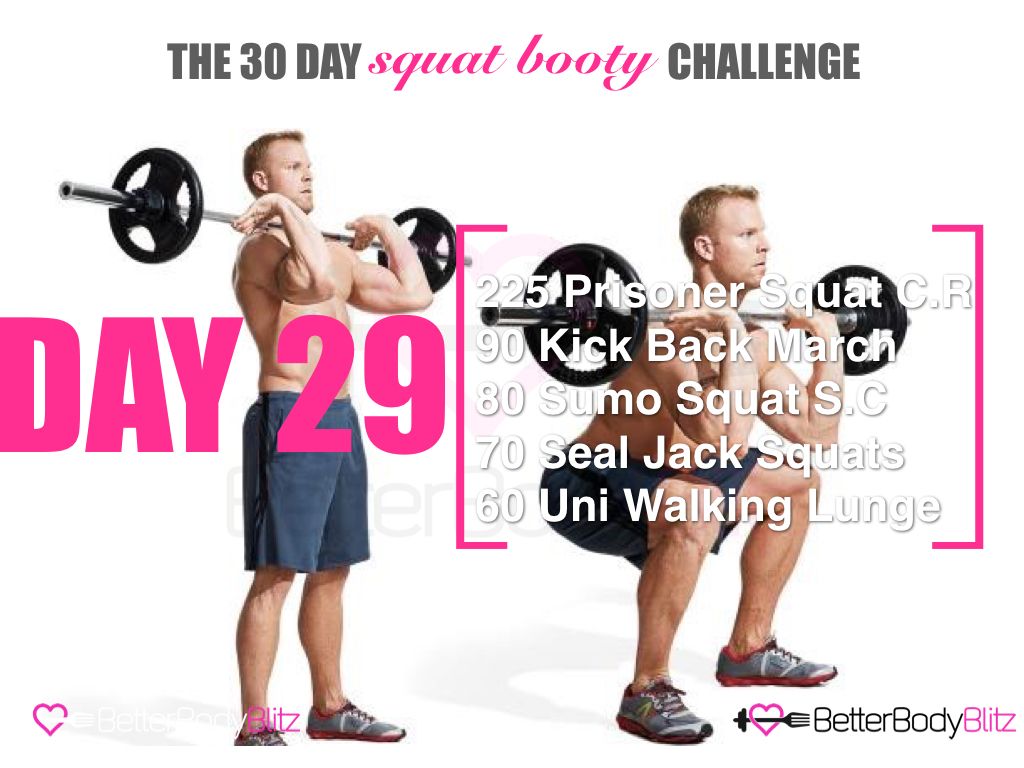 THE 30 DAY squat booty CHALLENGE
DAY 29
225 Prisoner Squat C.R
90 Kick Back March
80 Sumo Squat S.C
70 Seal Jack Squats
60 Uni Walking Lunge
BetterBodyBlitz
BetterBodyBlitz